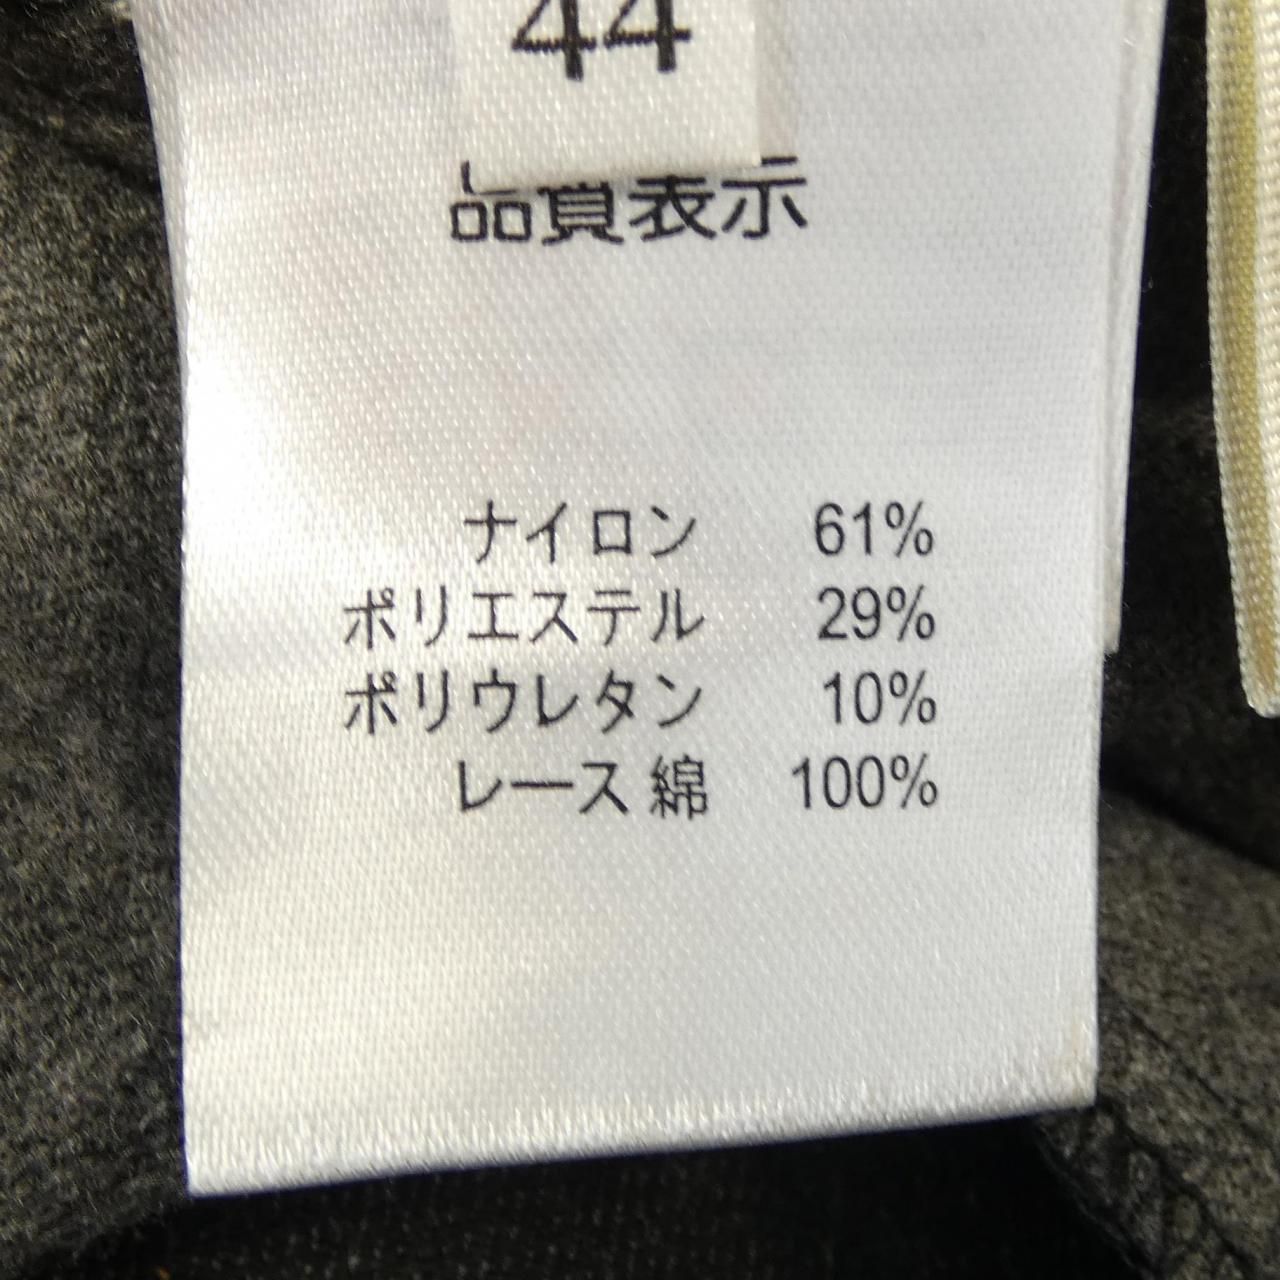 44
品質表示
ナイロン 61%
ポリエステル 29%
ポリウレタン 10%
レース 綿 100%